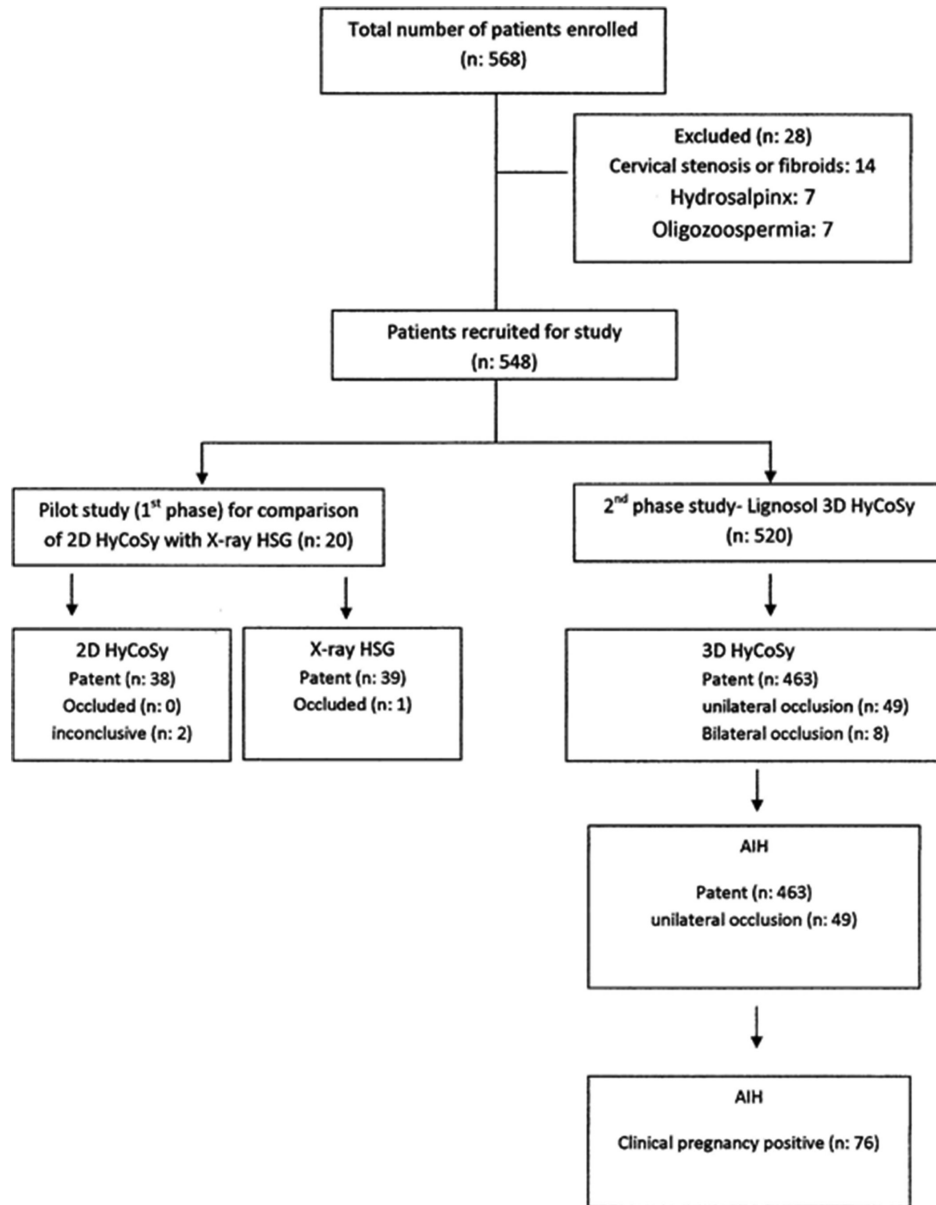 Total number of patients enrolled
(n: 568)
Excluded (n: 28)
Cervical stenosis or fibroids: 14
Hydrosalpinx: 7
Oligozoospermia: 7
Patients recruited for study
(n: 548)
Pilot study (1st phase) for comparison
of 2D HyCoSy with X-ray HSG (n: 20)
2nd phase study- Lignosol 3D HyCoSy
(n: 520)
2D HyCoSy
Patent (n: 38)
Occluded (n: 0)
inconclusive (n: 2)
X-ray HSG
Patent (n: 39)
Occluded (n: 1)
3D HyCoSy
Patent (n: 463)
unilateral occlusion (n: 49)
Bilateral occlusion (n: 8)
AIH
Patent (n: 463)
unilateral occlusion (n: 49)
AIH
Clinical pregnancy positive (n: 76)